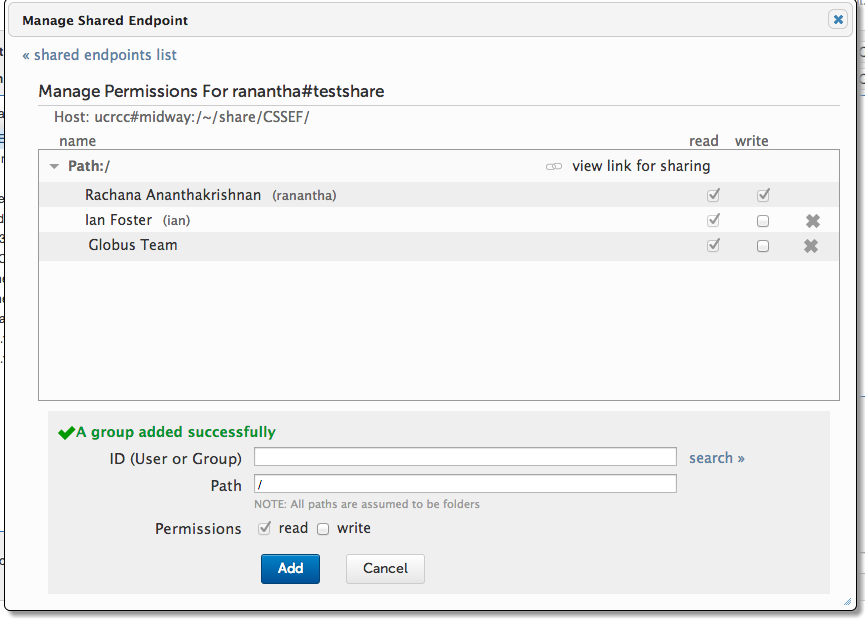 Manage Shared Endpoint
« shared endpoints list
Manage Permissions For ranantha#testshare
Host: ucrcc#midway:/~/share/CSSEF/
name read write
Path:/ view link for sharing
Rachana Ananthakrishnan (ranantha)
Ian Foster (ian)
Globus Team
A group added successfully
ID (User or Group) search »
Path /
NOTE: All paths are assumed to be folders
Permissions read write
Add Cancel